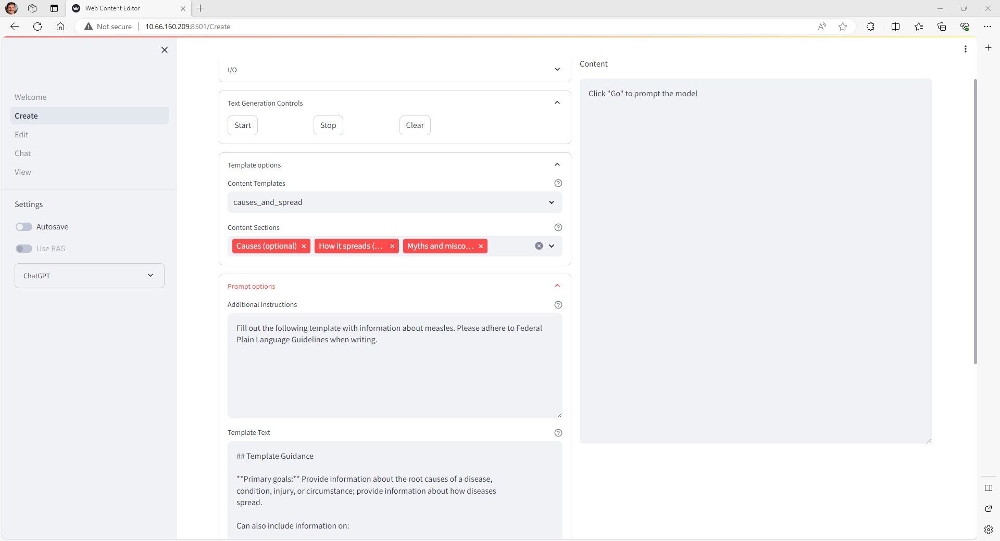 Web Content Editor
Not secure
10.66.160.209:8501/Create
Welcome
Create
Edit
Chat
View
Settings
Autosave
Use RAG
ChatGPT
I/O
Text Generation Controls
Start
Stop
Clear
Template options
Content Templates
causes_and_spread
Content Sections
Causes (optional)
How it spreads (...
Myths and misco...
Prompt options
Additional Instructions
Fill out the following template with information about measles. Please adhere to Federal
Plain Language Guidelines when writing.
Template Text
## Template Guidance
**Primary goals:** Provide information about the root causes of a disease,
condition, injury, or circumstance; provide information about how diseases
spread.
Can also include information on:
Content
Click "Go" to prompt the model